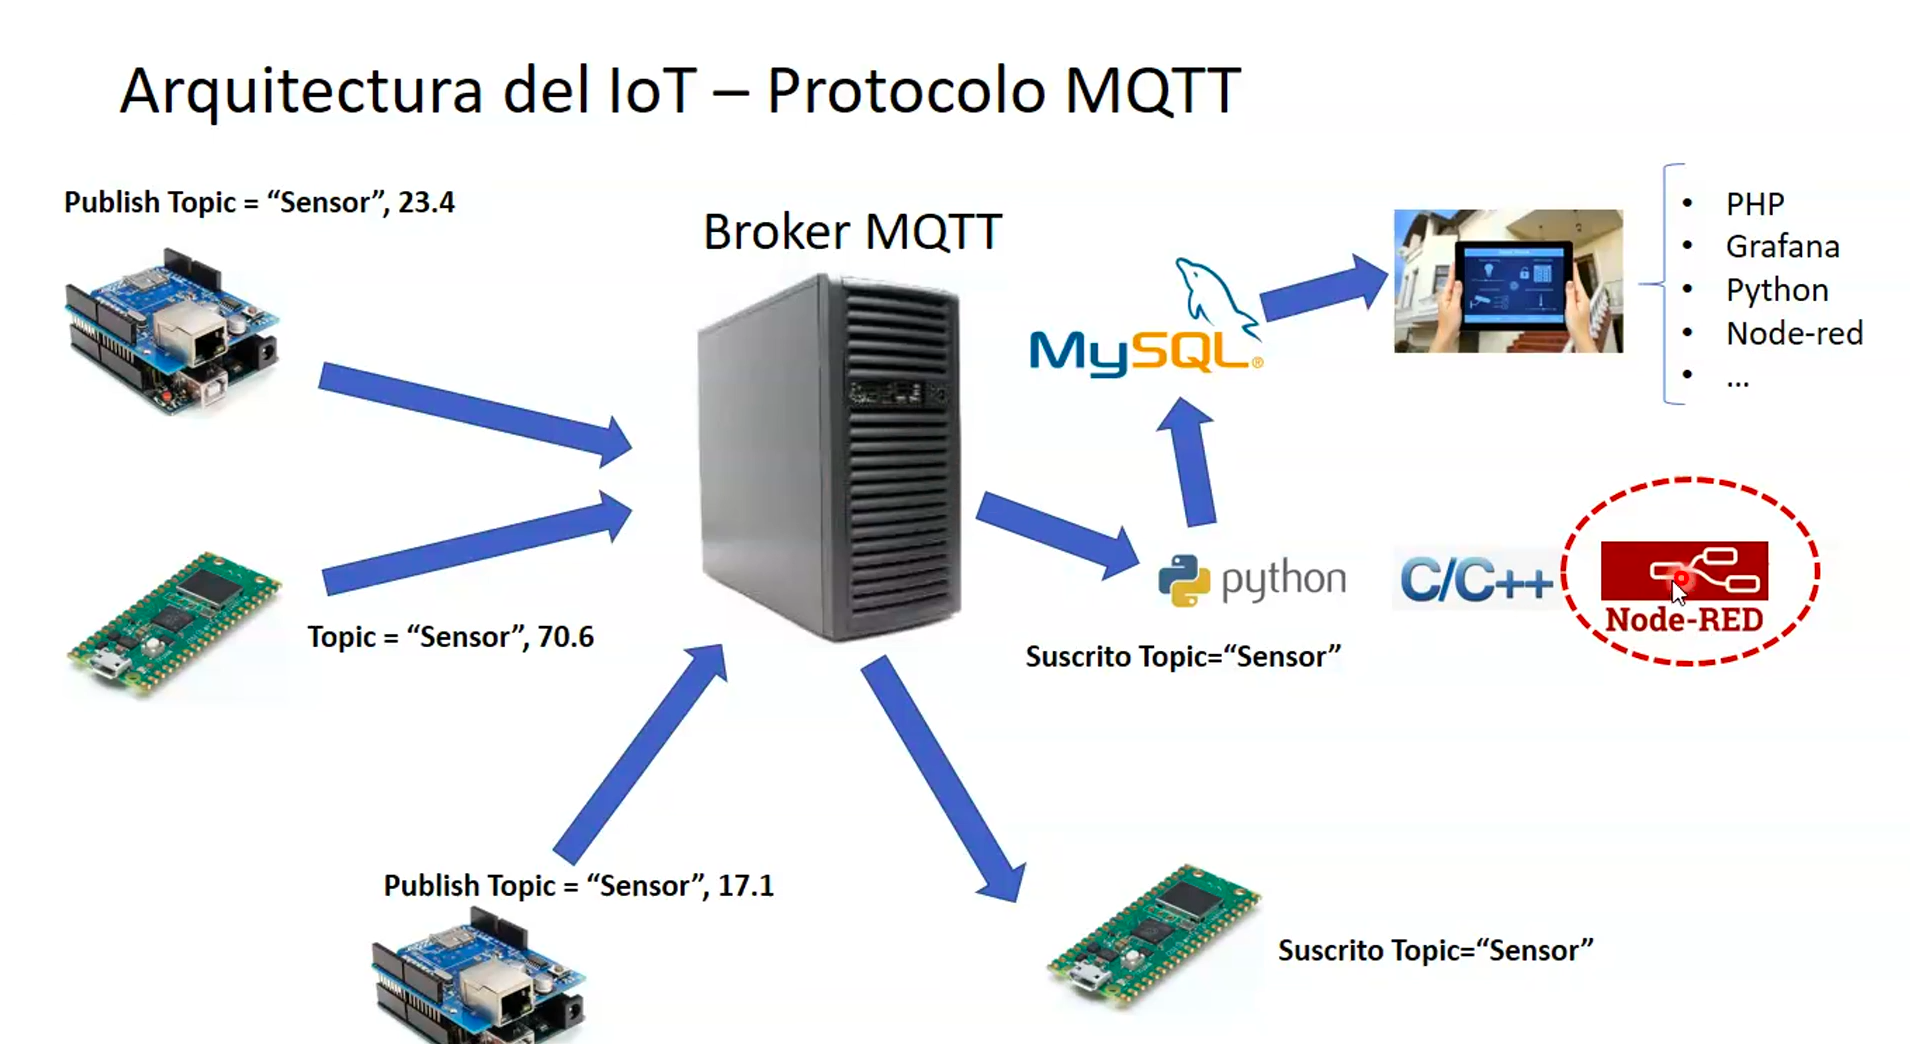 Arquitectura del IoT – Protocolo MQTT
Publish Topic = “Sensor”, 23.4
Broker MQTT
MySQL®
• PHP
• Grafana
• Python
• Node-red
• ...
Topic = “Sensor”, 70.6
python
C/C++
Node-RED
Suscrito Topic=“Sensor”
Publish Topic = “Sensor”, 17.1
Suscrito Topic=“Sensor”